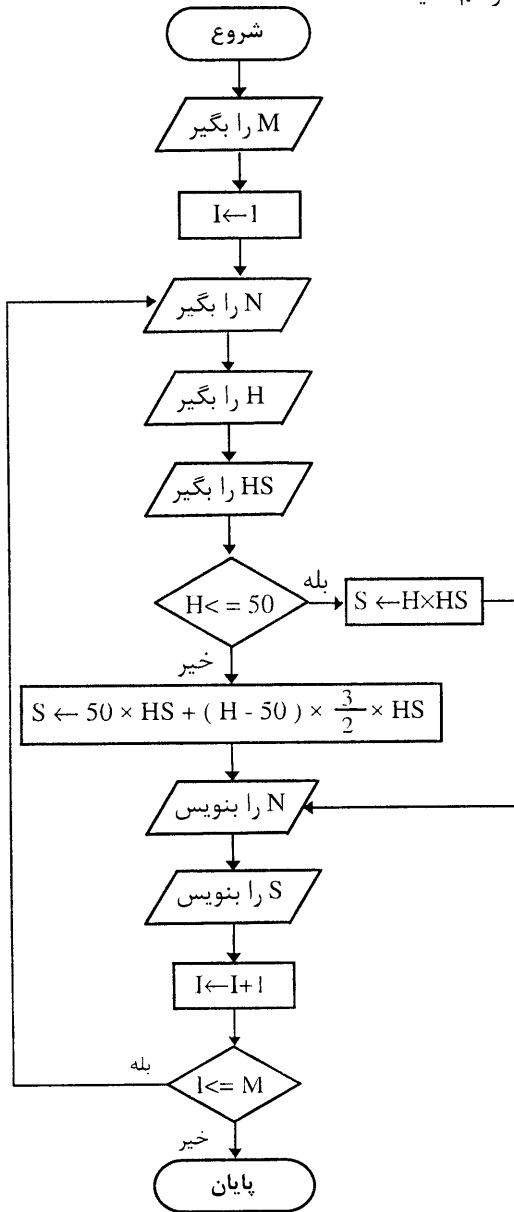 شروع
M را بگیر
I←1
N را بگیر
H را بگیر
HS را بگیر
H< = 50
بله
S ←H×HS
خیر
S ← 50 × HS + ( H - 50 ) × 3/2 × HS
N را بنویس
S را بنویس
I←I+1
بله
I<= M
خیر
پایان